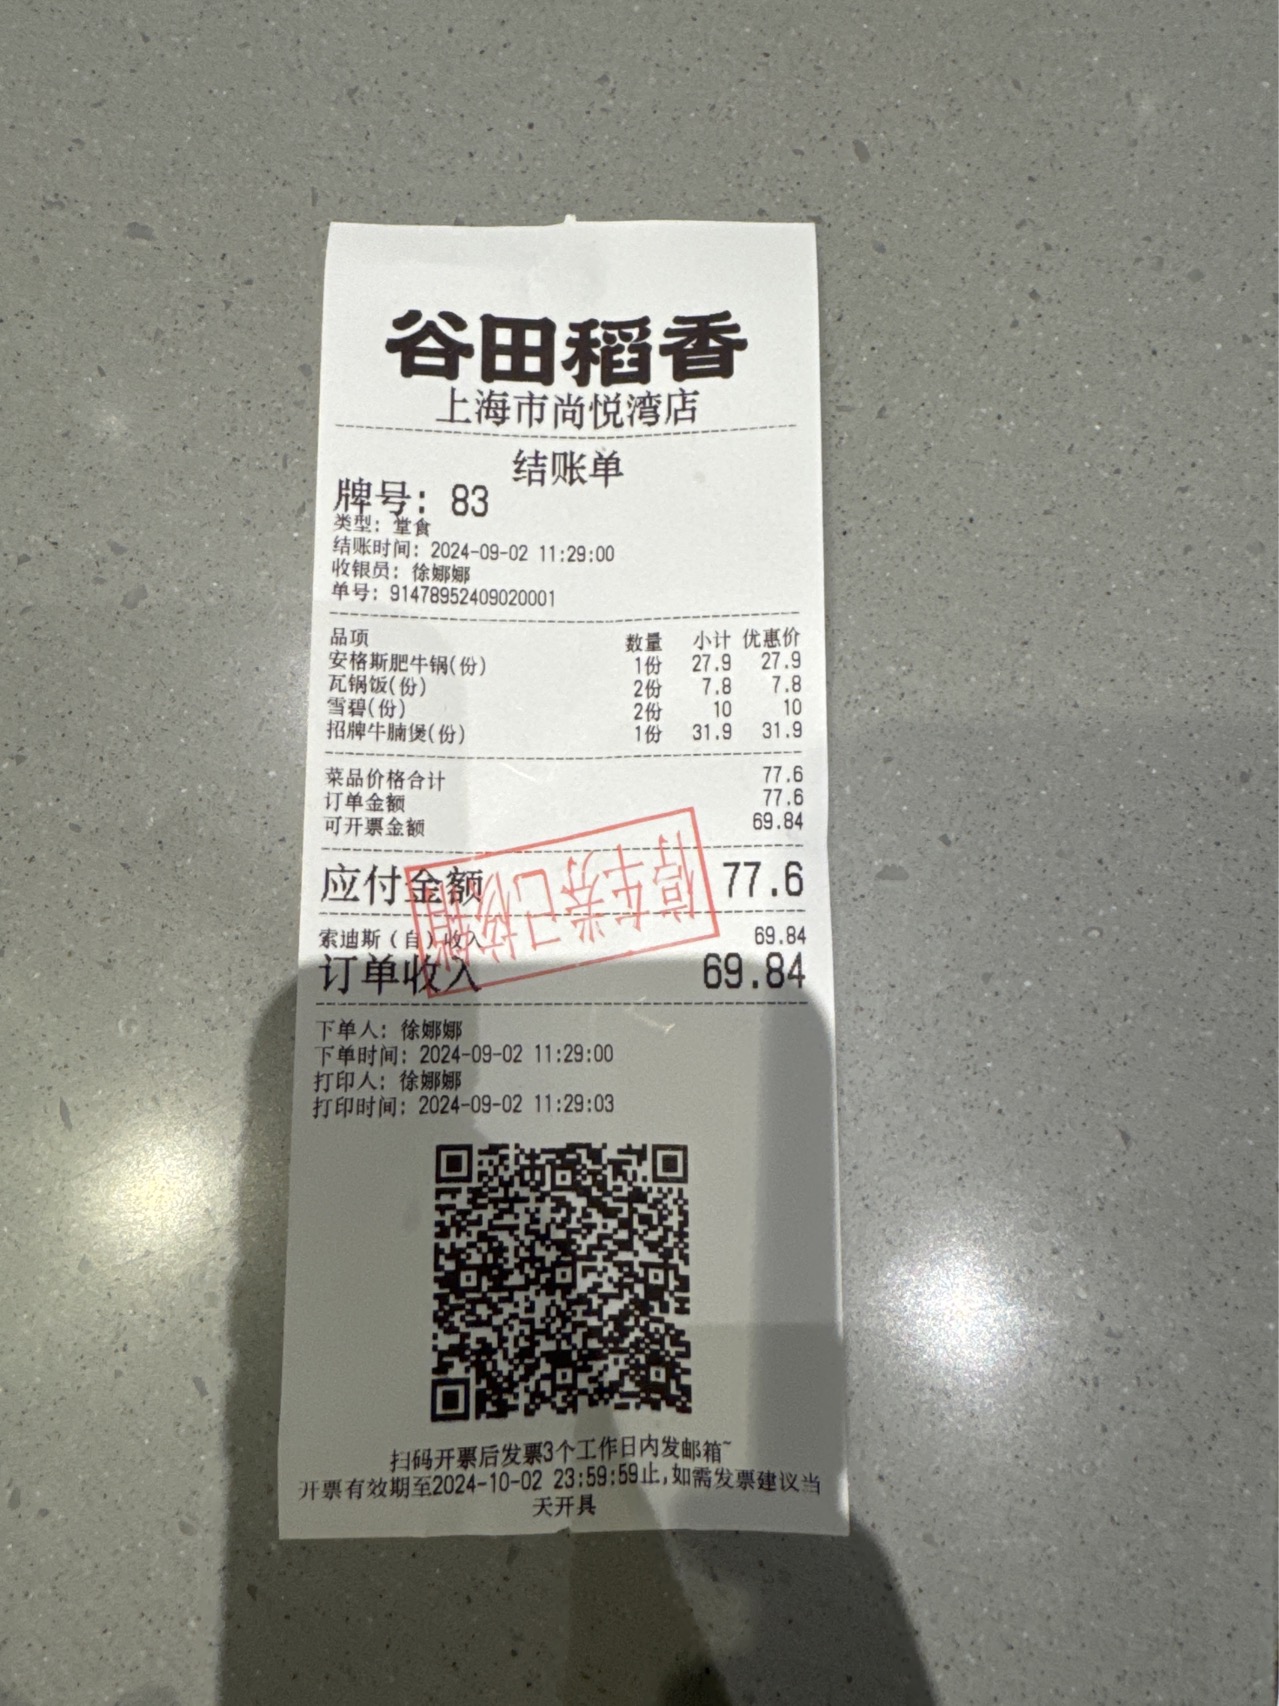 谷田稻香
上海市尚悦湾店
结账单
牌号: 83
类型: 堂食
结账时间: 2024-09-02 11:29:00
收银员: 徐娜娜
单号: 91478952409020001
品项 数量 小计 优惠价
安格斯肥牛锅(份) 1份 27.9 27.9
瓦锅饭(份) 2份 7.8 7.8
雪碧(份) 2份 10 10
招牌牛腩煲(份) 1份 31.9 31.9
菜品价格合计 77.6
订单金额 77.6
可开票金额 69.84
应付金额 77.6
停车券已核销
索迪斯（自）收入 69.84
订单收入 69.84
下单人: 徐娜娜
下单时间: 2024-09-02 11:29:00
打印人: 徐娜娜
打印时间: 2024-09-02 11:29:03
扫码开票后发票3个工作日内发邮箱~
开票有效期至2024-10-02 23:59:59止,如需发票建议当
天开具